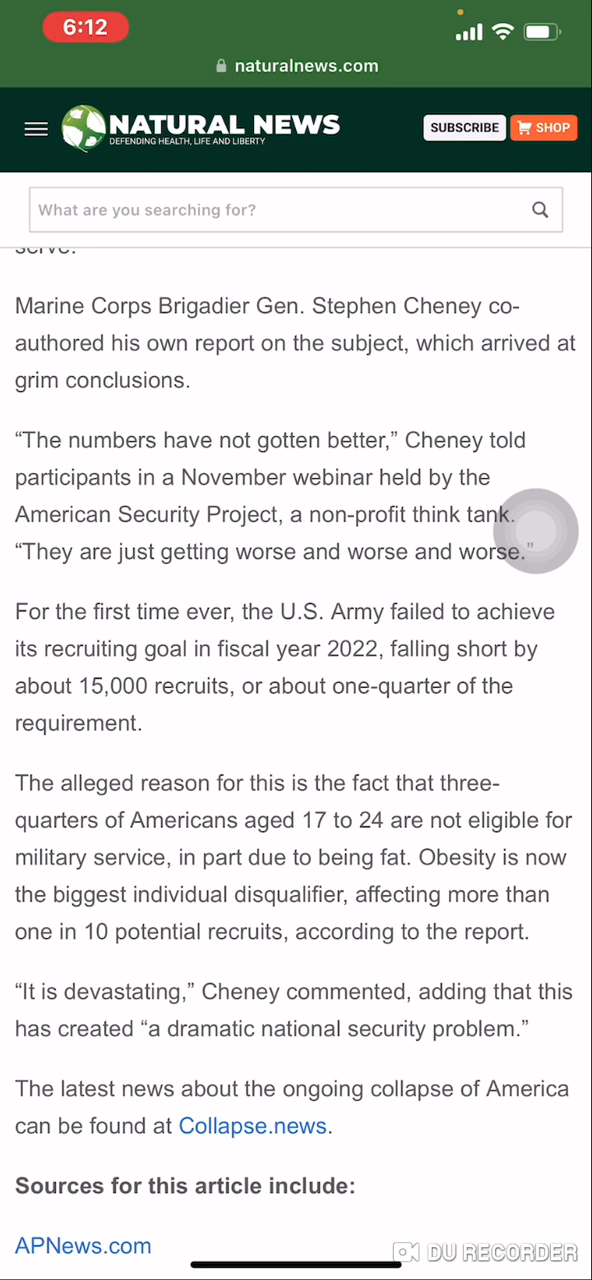 6:12
naturalnews.com
NATURAL NEWS
DEFENDING HEALTH, LIFE AND LIBERTY
SUBSCRIBE
SHOP
What are you searching for?
serve.
Marine Corps Brigadier Gen. Stephen Cheney co-
authored his own report on the subject, which arrived at
grim conclusions.
“The numbers have not gotten better,” Cheney told
participants in a November webinar held by the
American Security Project, a non-profit think tank.
“They are just getting worse and worse and worse.”
For the first time ever, the U.S. Army failed to achieve
its recruiting goal in fiscal year 2022, falling short by
about 15,000 recruits, or about one-quarter of the
requirement.
The alleged reason for this is the fact that three-
quarters of Americans aged 17 to 24 are not eligible for
military service, in part due to being fat. Obesity is now
the biggest individual disqualifier, affecting more than
one in 10 potential recruits, according to the report.
“It is devastating,” Cheney commented, adding that this
has created “a dramatic national security problem.”
The latest news about the ongoing collapse of America
can be found at Collapse.news.
Sources for this article include:
APNews.com
DU RECORDER